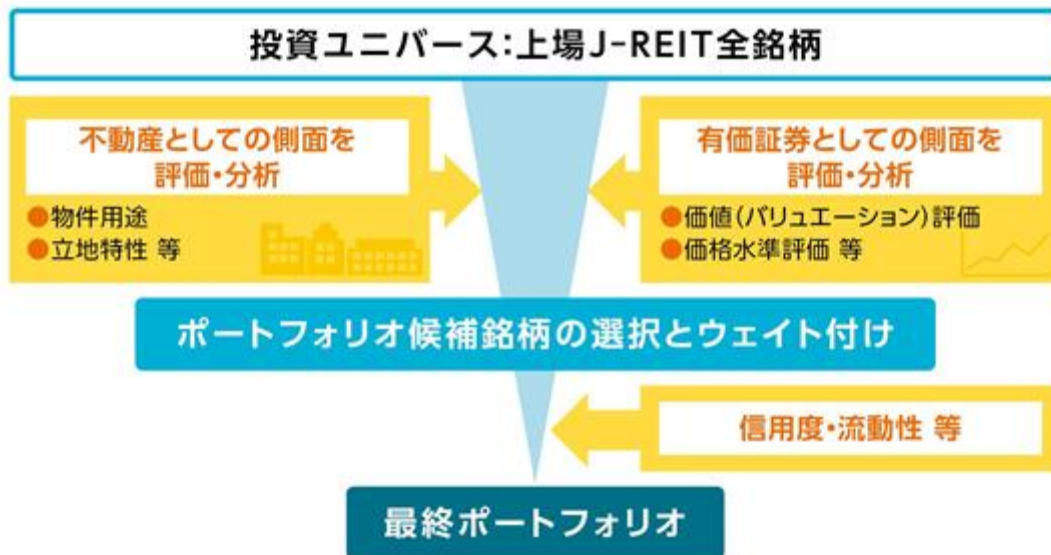 投資ユニバース:上場J-REIT全銘柄
不動産としての側面を
評価・分析
●物件用途
●立地特性 等
有価証券としての側面を
評価・分析
●価値(バリュエーション)評価
●価格水準評価 等
ポートフォリオ候補銘柄の選択とウェイト付け
信用度・流動性 等
最終ポートフォリオ